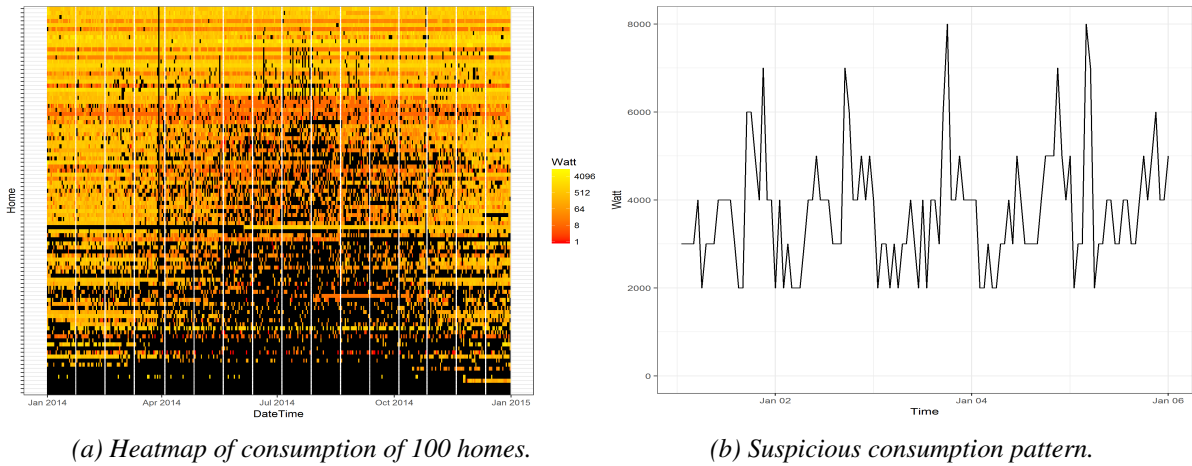 Home
Jan 2014
Apr 2014
Jul 2014
Oct 2014
Jan 2015
DateTime
Watt
4096
512
64
8
1
(a) Heatmap of consumption of 100 homes.
8000
6000
4000
2000
0
Watt
Jan 02
Jan 04
Jan 06
Time
(b) Suspicious consumption pattern.